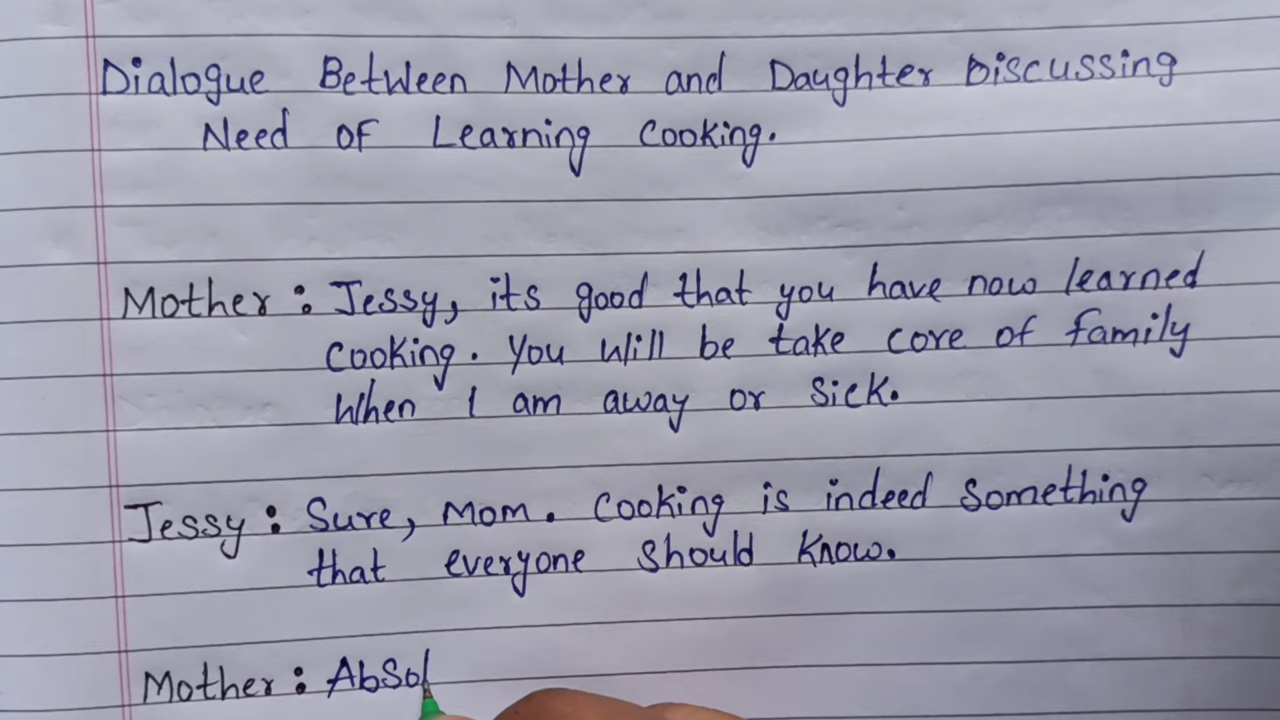 Dialogue Between Mother and Daughter Discussing
Need of Learning Cooking.
Mother : Jessy, its good that you have now learned
cooking. You will be take core of family
when I am away or sick.
Jessy : Sure, Mom. Cooking is indeed something
that everyone should know.
Mother : Absol